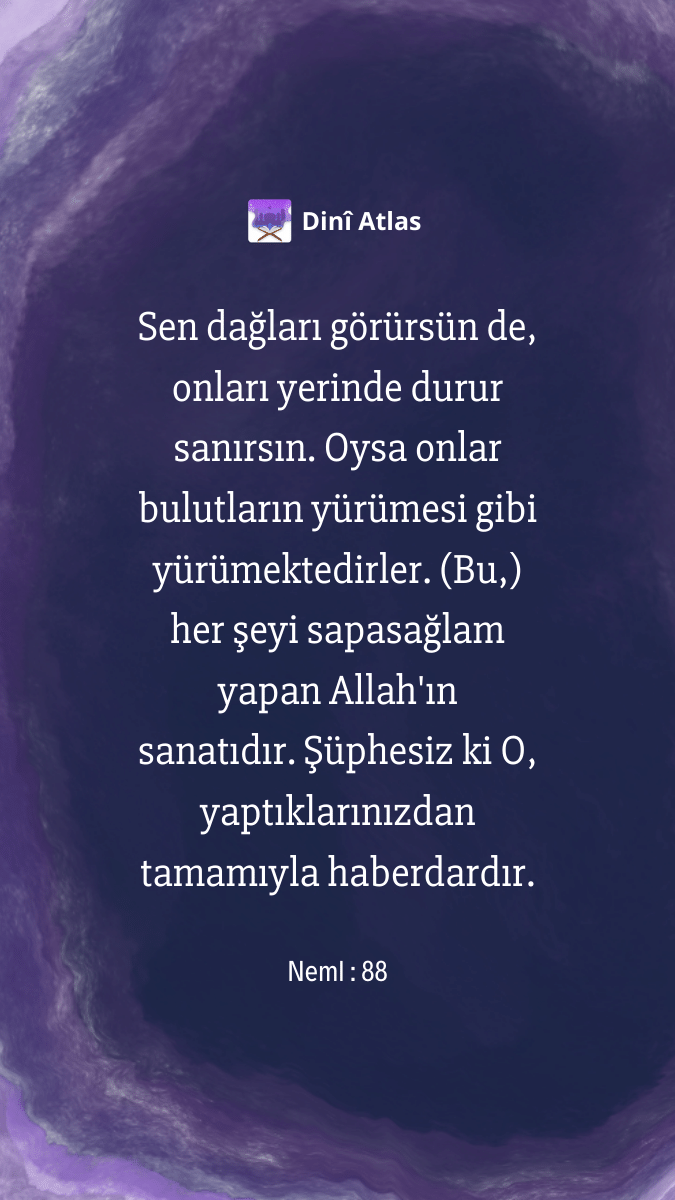 Dinî Atlas
Sen dağları görürsün de,
onları yerinde durur
sanırsın. Oysa onlar
bulutların yürümesi gibi
yürümektedirler. (Bu,)
her şeyi sapasağlam
yapan Allah'ın
sanatıdır. Şüphesiz ki O,
yaptıklarınızdan
tamamıyla haberdardır.
Neml : 88